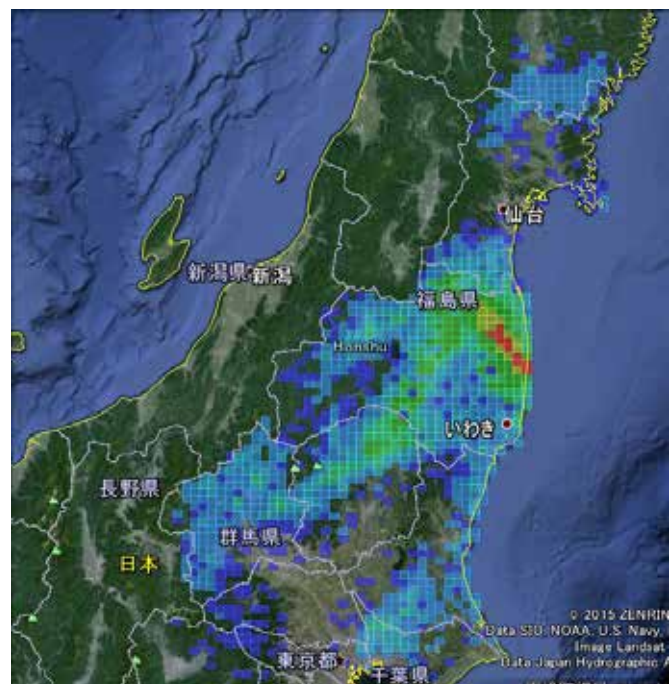 仙台
新潟県 新潟
福島県
Honshu
いわき
長野県
群馬県
日本
© 2015 ZENRIN
Data SIO, NOAA, U.S. Navy,
Image Landsat
Data Japan Hydrographic A
東京都
千葉県